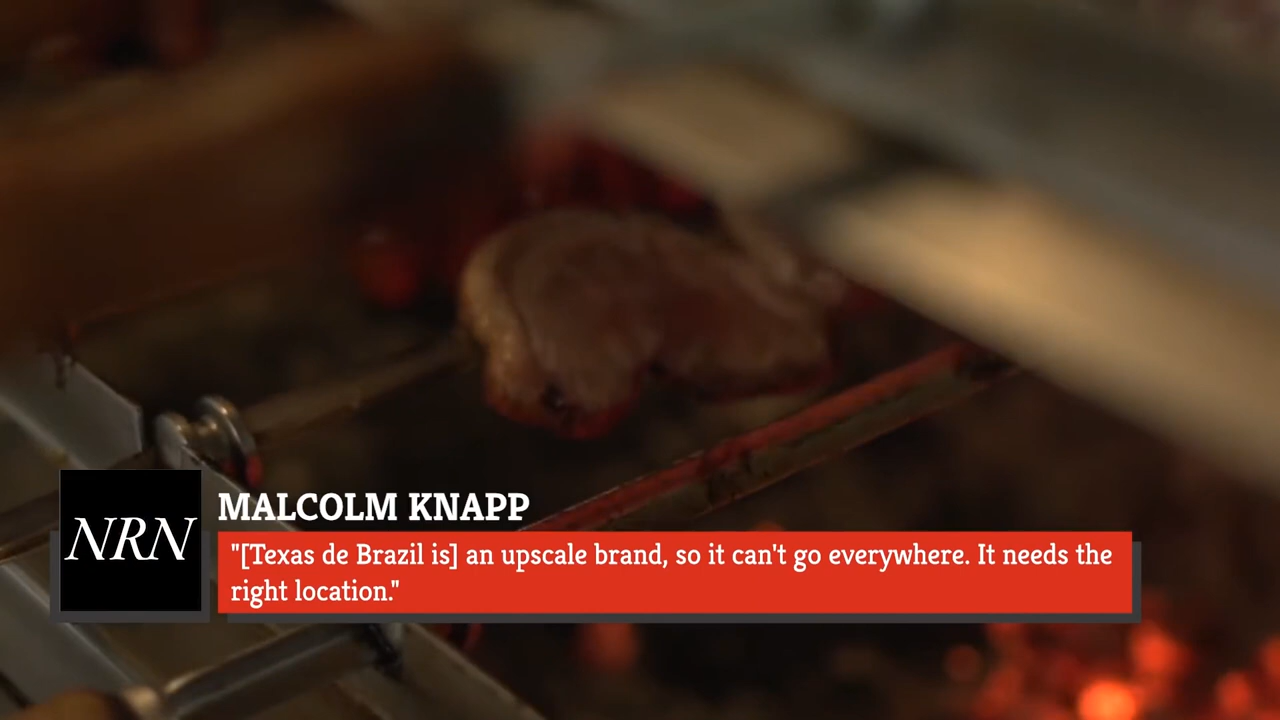 MALCOLM KNAPP
NRN
"[Texas de Brazil is] an upscale brand, so it can't go everywhere. It needs the
right location."